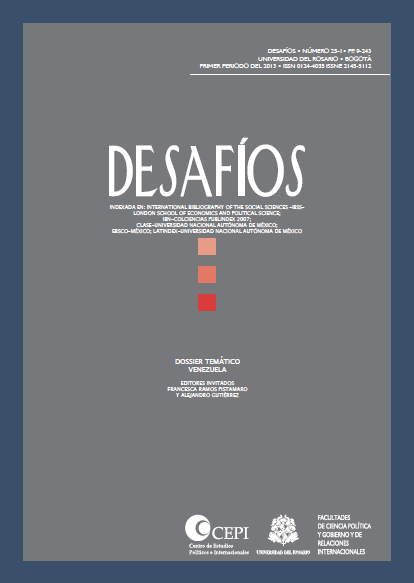 DESAFÍOS • NÚMERO 25-1 • PE 9-243
UNIVERSIDAD DEL ROSARIO • BOGOTÁ
PRIMER PERIODO DEL 2013 • ISSN 0124-4035 ISSNE 2145-5112
DESAFÍOS
INDEXADA EN: INTERNATIONAL BIBLIOGRAPHY OF THE SOCIAL SCIENCES -IBSS-
LONDON SCHOOL OF ECONOMICS AND POLITICAL SCIENCE;
IBN-COLCIENCIAS PUBLINDEX 2007;
CLASE-UNIVERSIDAD NACIONAL AUTÓNOMA DE MÉXICO;
EBSCO-MÉXICO; LATINDEX-UNIVERSIDAD NACIONAL AUTÓNOMA DE MÉXICO
DOSSIER TEMÁTICO
VENEZUELA
EDITORES INVITADOS
FRANCESCA RAMOS PISTAMARO
Y ALEJANDRO GUTIÉRREZ
CEPI
Centro de Estudios
Políticos e Internacionales
UNIVERSIDAD DEL ROSARIO
FACULTADES
DE CIENCIA POLÍTICA
Y GOBIERNO Y DE
RELACIONES
INTERNACIONALES